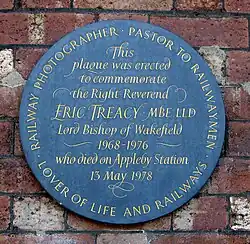 RAILWAY PHOTOGRAPHER · PASTOR TO RAILWAYMEN ·
This
plaque was erected
to commemorate
the Right Reverend
ERIC TREACY MBE LLD
Lord Bishop of Wakefield
1968-1976
who died on Appleby Station
13 May 1978
LOVER OF LIFE AND RAILWAYS ·